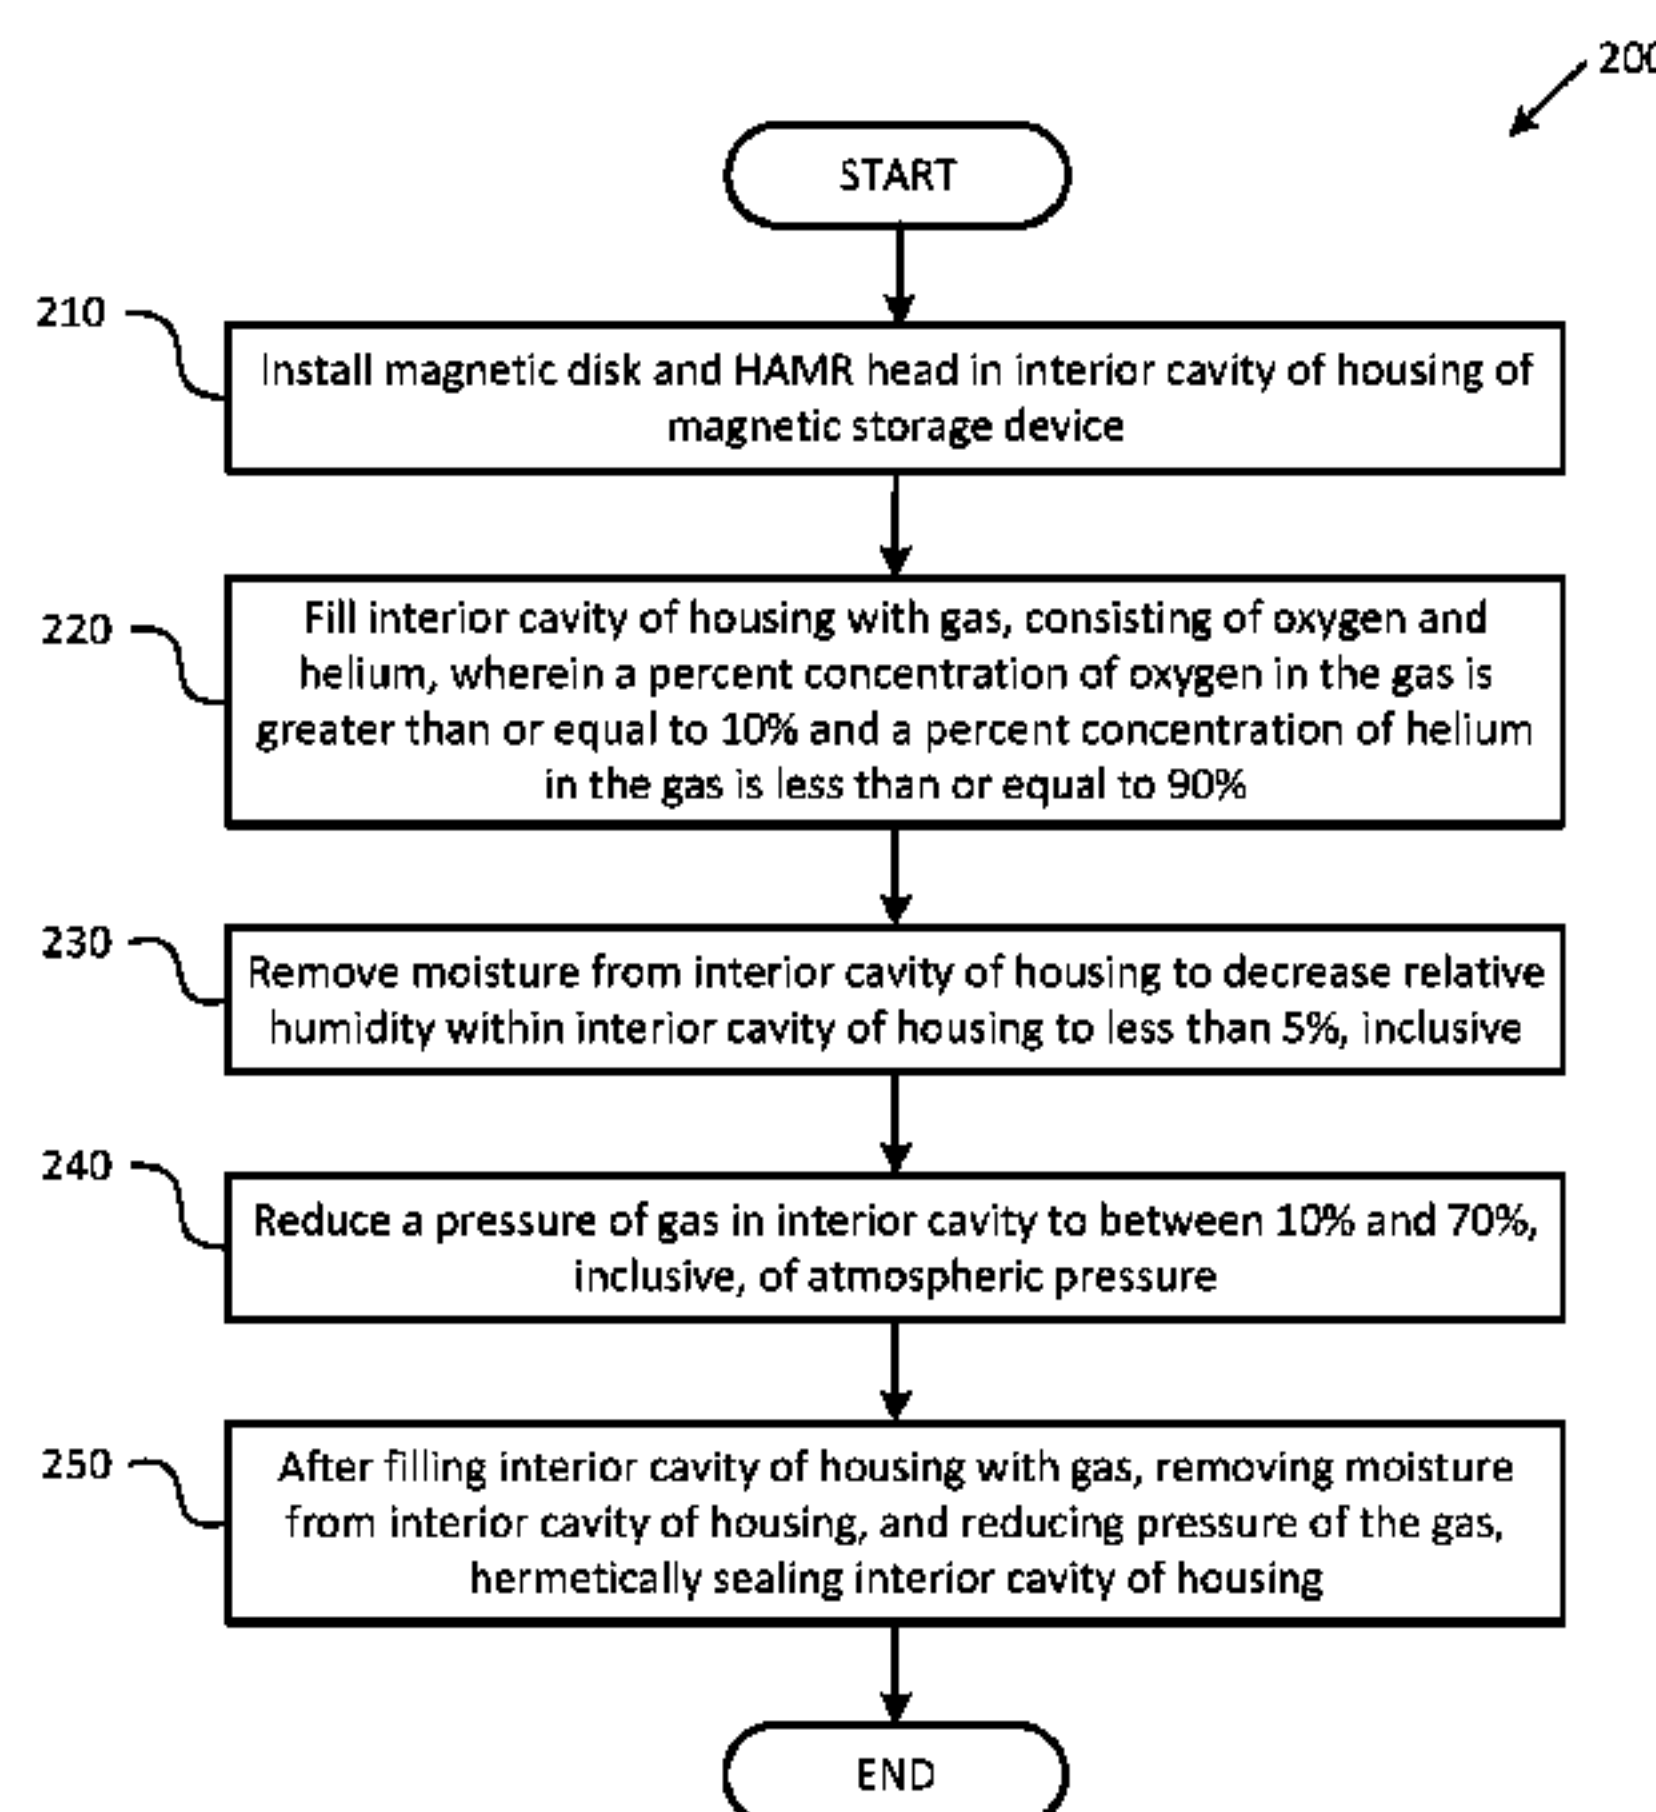 200
START
210
Install magnetic disk and HAMR head in interior cavity of housing of
magnetic storage device
220
Fill interior cavity of housing with gas, consisting of oxygen and
helium, wherein a percent concentration of oxygen in the gas is
greater than or equal to 10% and a percent concentration of helium
in the gas is less than or equal to 90%
230
Remove moisture from interior cavity of housing to decrease relative
humidity within interior cavity of housing to less than 5%, inclusive
240
Reduce a pressure of gas in interior cavity to between 10% and 70%,
inclusive, of atmospheric pressure
250
After filling interior cavity of housing with gas, removing moisture
from interior cavity of housing, and reducing pressure of the gas,
hermetically sealing interior cavity of housing
END